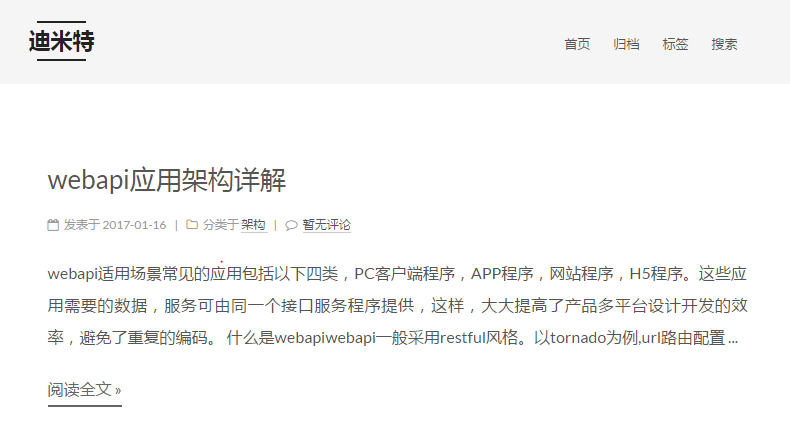 迪米特
首页 归档 标签 搜索
webapi应用架构详解
发表于 2017-01-16 | 分类于 架构 | 暂无评论
webapi适用场景常见的应用包括以下四类，PC客户端程序，APP程序，网站程序，H5程序。这些应
用需要的数据，服务可由同一个接口服务程序提供，这样，大大提高了产品多平台设计开发的效
率，避免了重复的编码。 什么是webapiwebapi一般采用restful风格。以tornado为例,url路由配置 ...
阅读全文 »